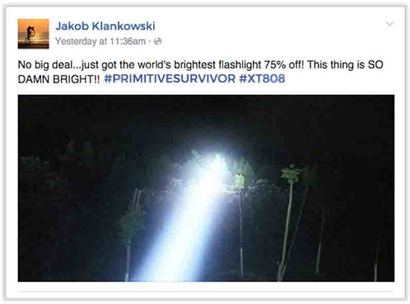 Jakob Klankowski
Yesterday at 11:36am ·
No big deal...just got the world's brightest flashlight 75% off! This thing is SO
DAMN BRIGHT!! #PRIMITIVESURVIVOR #XT808